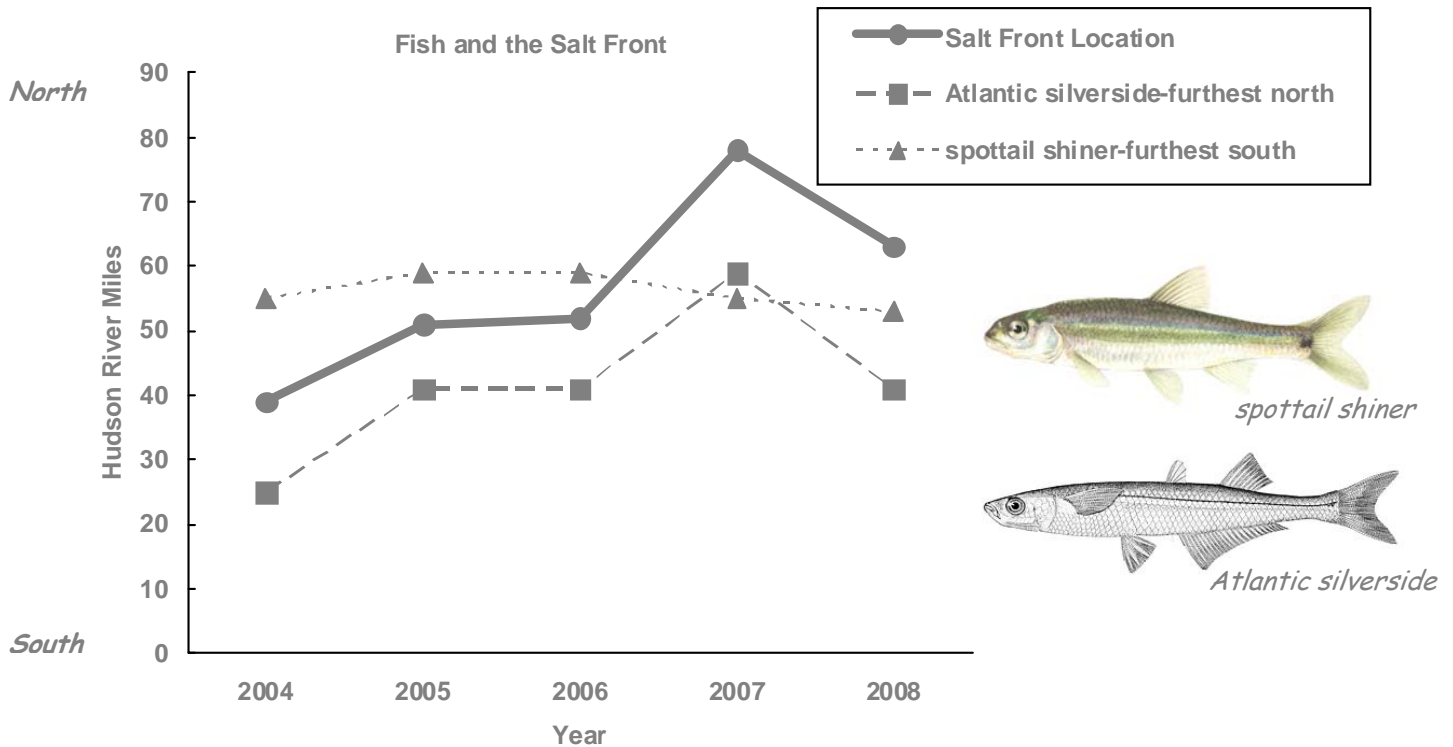 Fish and the Salt Front
Salt Front Location
Atlantic silverside-furthest north
spottail shiner-furthest south
North
South
Hudson River Miles
90
80
70
60
50
40
30
20
10
0
2004 2005 2006 2007 2008
Year
spottail shiner
Atlantic silverside